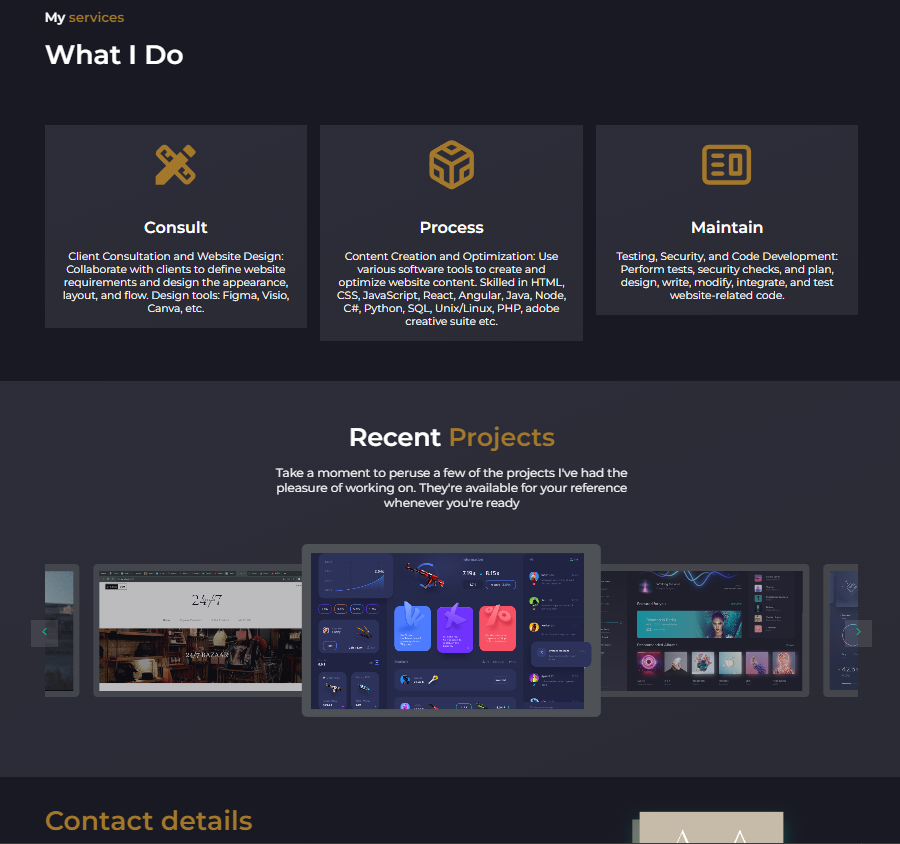 My services
What I Do
Consult
Client Consultation and Website Design:
Collaborate with clients to define website
requirements and design the appearance,
layout, and flow. Design tools: Figma, Visio,
Canva, etc.
Process
Content Creation and Optimization: Use
various software tools to create and
optimize website content. Skilled in HTML,
CSS, JavaScript, React, Angular, Java, Node,
C#, Python, SQL, Unix/Linux, PHP, adobe
creative suite etc.
Maintain
Testing, Security, and Code Development:
Perform tests, security checks, and plan,
design, write, modify, integrate, and test
website-related code.
Recent Projects
Take a moment to peruse a few of the projects I've had the
pleasure of working on. They're available for your reference
whenever you're ready
24/7
24/7 BAZAAR
7.19$
8.15$
Recommended Albums
Contact details